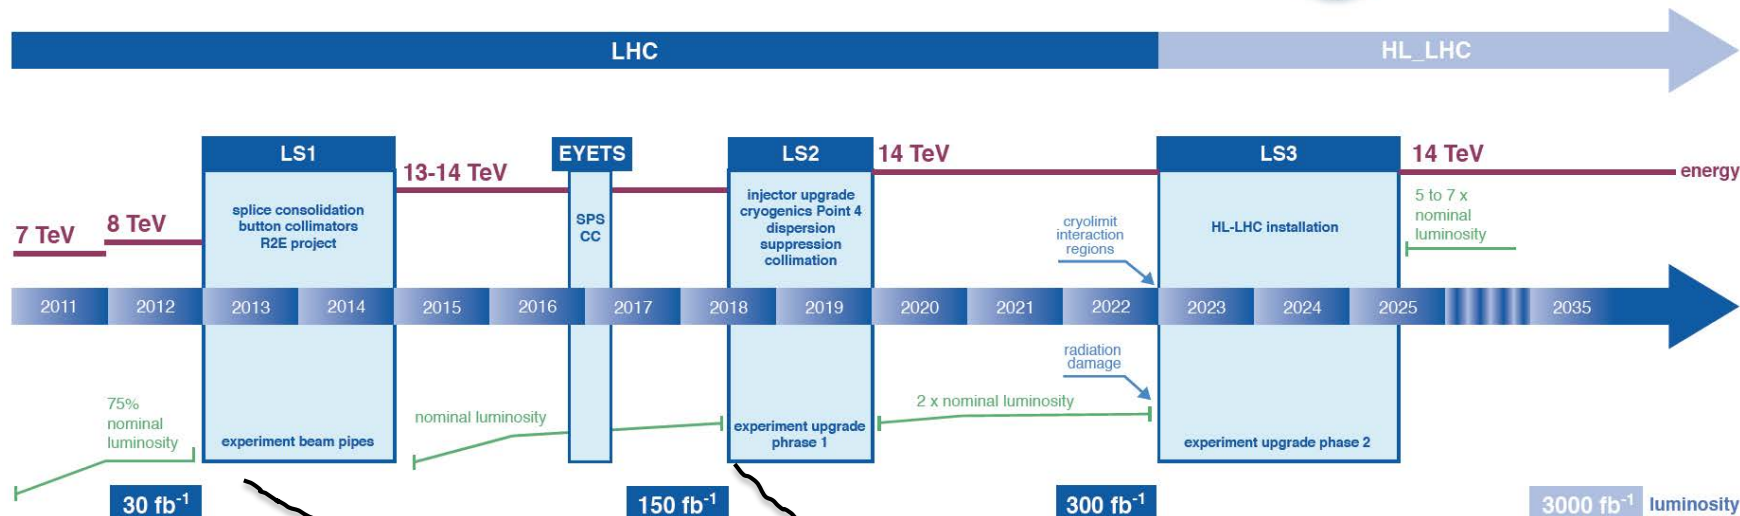 LHC
HL_LHC
LS1
EYETS
LS2
14 TeV
LS3
14 TeV
energy
13-14 TeV
7 TeV
8 TeV
splice consolidation
button collimators
R2E project
SPS
CC
injector upgrade
cryogenics Point 4
dispersion
suppression
collimation
cryolimit
interaction
regions
HL-LHC installation
5 to 7 x
nominal
luminosity
2011
2012
2013
2014
2015
2016
2017
2018
2019
2020
2021
2022
2023
2024
2025
2035
radiation
damage
75%
nominal
luminosity
experiment beam pipes
nominal luminosity
experiment upgrade
phrase 1
2 x nominal luminosity
experiment upgrade phase 2
30 fb-1
150 fb-1
300 fb-1
3000 fb-1
luminosity